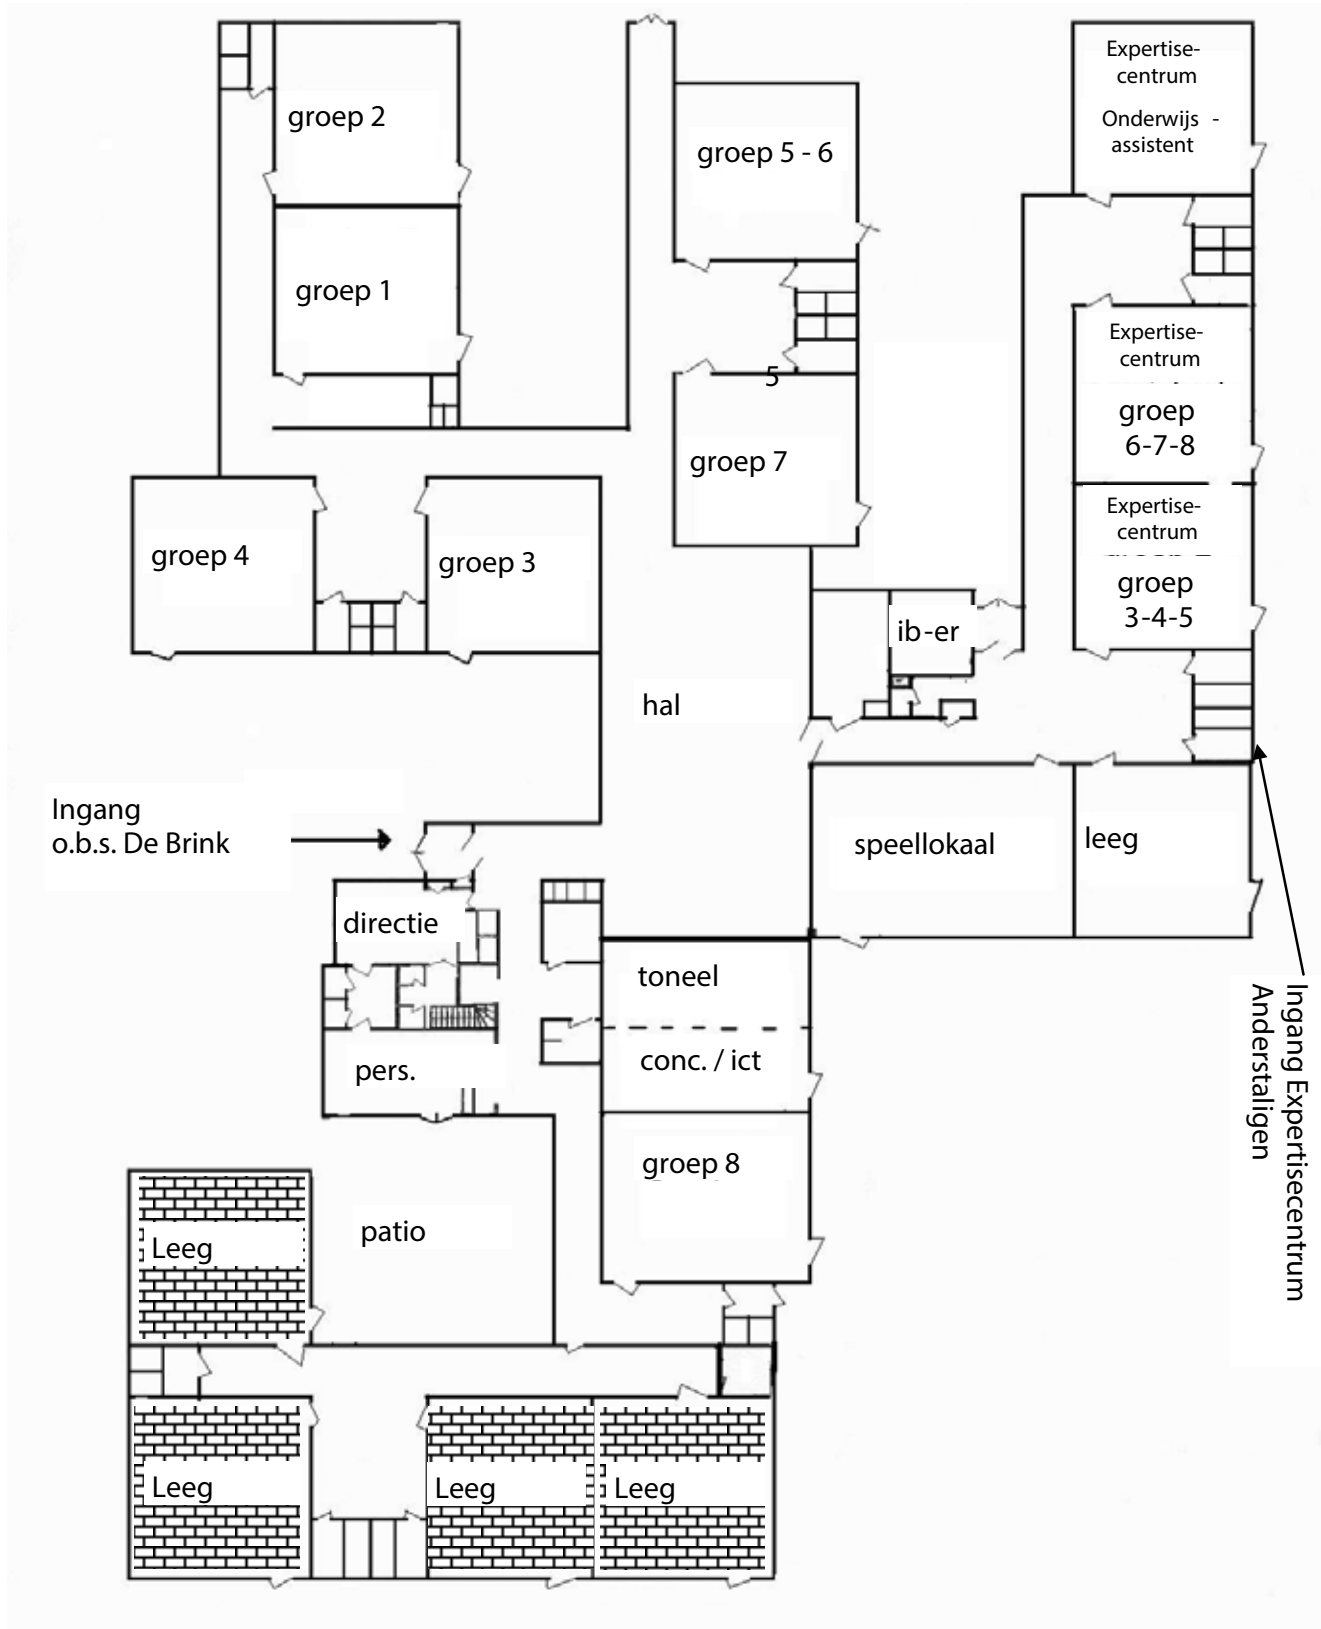 groep 2
groep 1
groep 5 - 6
Expertise-
centrum
Onderwijs -
assistent
Expertise-
centrum
groep
6-7-8
5
groep 7
Expertise-
centrum
groep
3-4-5
groep 4
groep 3
ib-er
hal
Ingang
o.b.s. De Brink
speellokaal
leeg
directie
toneel
conc. / ict
pers.
groep 8
Ingang Expertisecentrum
Anderstaligen
patio
Leeg
Leeg
Leeg
Leeg